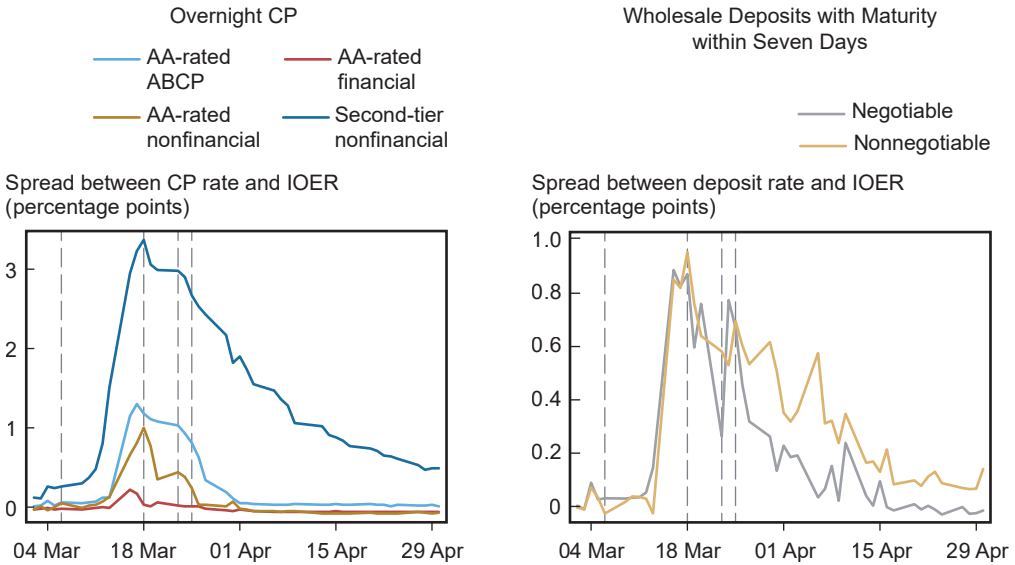 Overnight CP
AA-rated
ABCP
AA-rated
financial
AA-rated
nonfinancial
Second-tier
nonfinancial
Spread between CP rate and IOER
(percentage points)
3
2
1
0
04 Mar
18 Mar
01 Apr
15 Apr
29 Apr
Wholesale Deposits with Maturity
within Seven Days
Negotiable
Nonnegotiable
Spread between deposit rate and IOER
(percentage points)
1.0
0.8
0.6
0.4
0.2
0
04 Mar
18 Mar
01 Apr
15 Apr
29 Apr